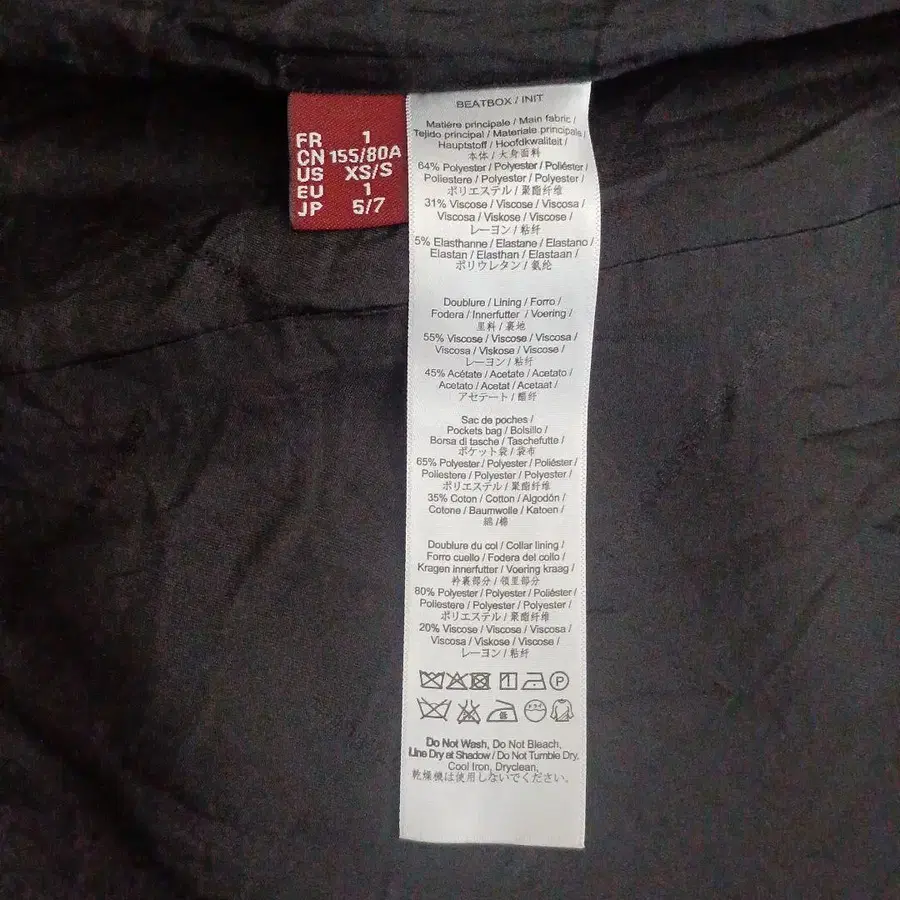 FR 1
CN 155/80A
US XS/S
EU 1
JP 5/7
BEATBOX / INIT
Matière principale / Main fabric /
Tejido principal / Materiale principale /
Hauptstoff / Hoofdkwaliteit /
本体 / 大身面料
64% Polyester / Polyester / Poliéster /
Poliestere / Polyester / Polyester /
ポリエステル / 聚酯纤维
31% Viscose / Viscose / Viscosa /
Viscosa / Viskose / Viscose /
レーヨン / 粘纤
5% Elasthanne / Elastane / Elastano /
Elastan / Elasthan / Elastaan /
ポリウレタン / 氨纶
Doublure / Lining / Forro /
Fodera / Innerfutter / Voering /
里料 / 裏地
55% Viscose / Viscose / Viscosa /
Viscosa / Viskose / Viscose /
レーヨン / 粘纤
45% Acétate / Acetate / Acetato /
Acetato / Acetat / Acetaat /
アセテート / 醋纤
Sac de poches /
Pockets bag / Bolsillo /
Borsa di tasche / Taschefutte /
ポケット袋 / 袋布
65% Polyester / Polyester / Poliéster /
Poliestere / Polyester / Polyester /
ポリエステル / 聚酯纤维
35% Coton / Cotton / Algodón /
Cotone / Baumwolle / Katoen /
綿 /棉
Doublure du col / Collar lining /
Forro cuello / Fodera del collo /
Kragen innerfutter / Voering kraag /
衿裏部分 / 领里部分
80% Polyester / Polyester / Poliéster /
Poliestere / Polyester / Polyester /
ポリエステル / 聚酯纤维
20% Viscose / Viscose / Viscosa /
Viscosa / Viskose / Viscose /
レーヨン / 粘纤
P
ドライ
Do Not Wash, Do Not Bleach,
Line Dry at Shadow / Do Not Tumble Dry,
Cool Iron, Dryclean,
乾燥機は使用しないでください。